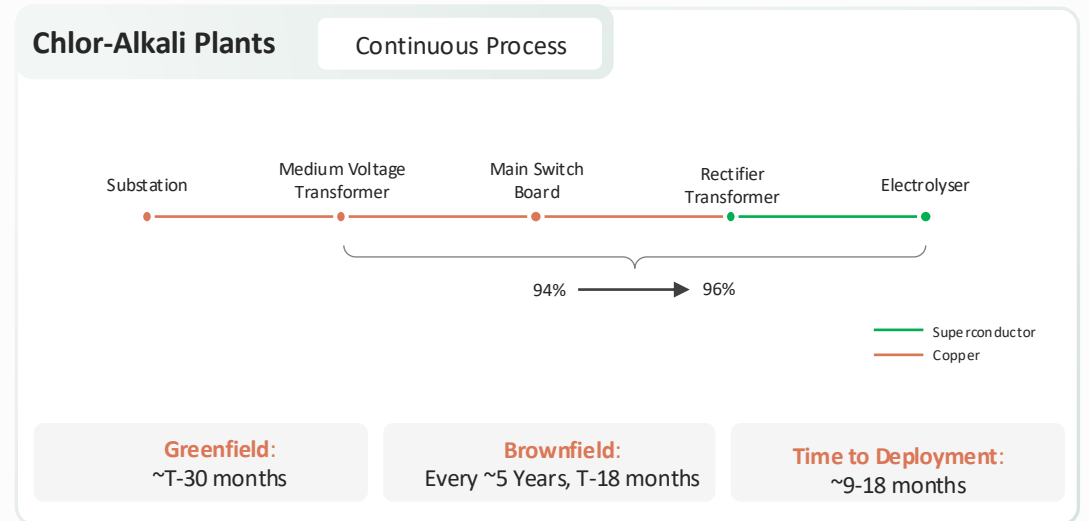 Chlor-Alkali Plants
Continuous Process
Substation
Medium Voltage
Transformer
Main Switch
Board
Rectifier
Transformer
Electrolyser
94%
96%
Superconductor
Copper
Greenfield:
~T-30 months
Brownfield:
Every ~5 Years, T-18 months
Time to Deployment:
~9-18 months